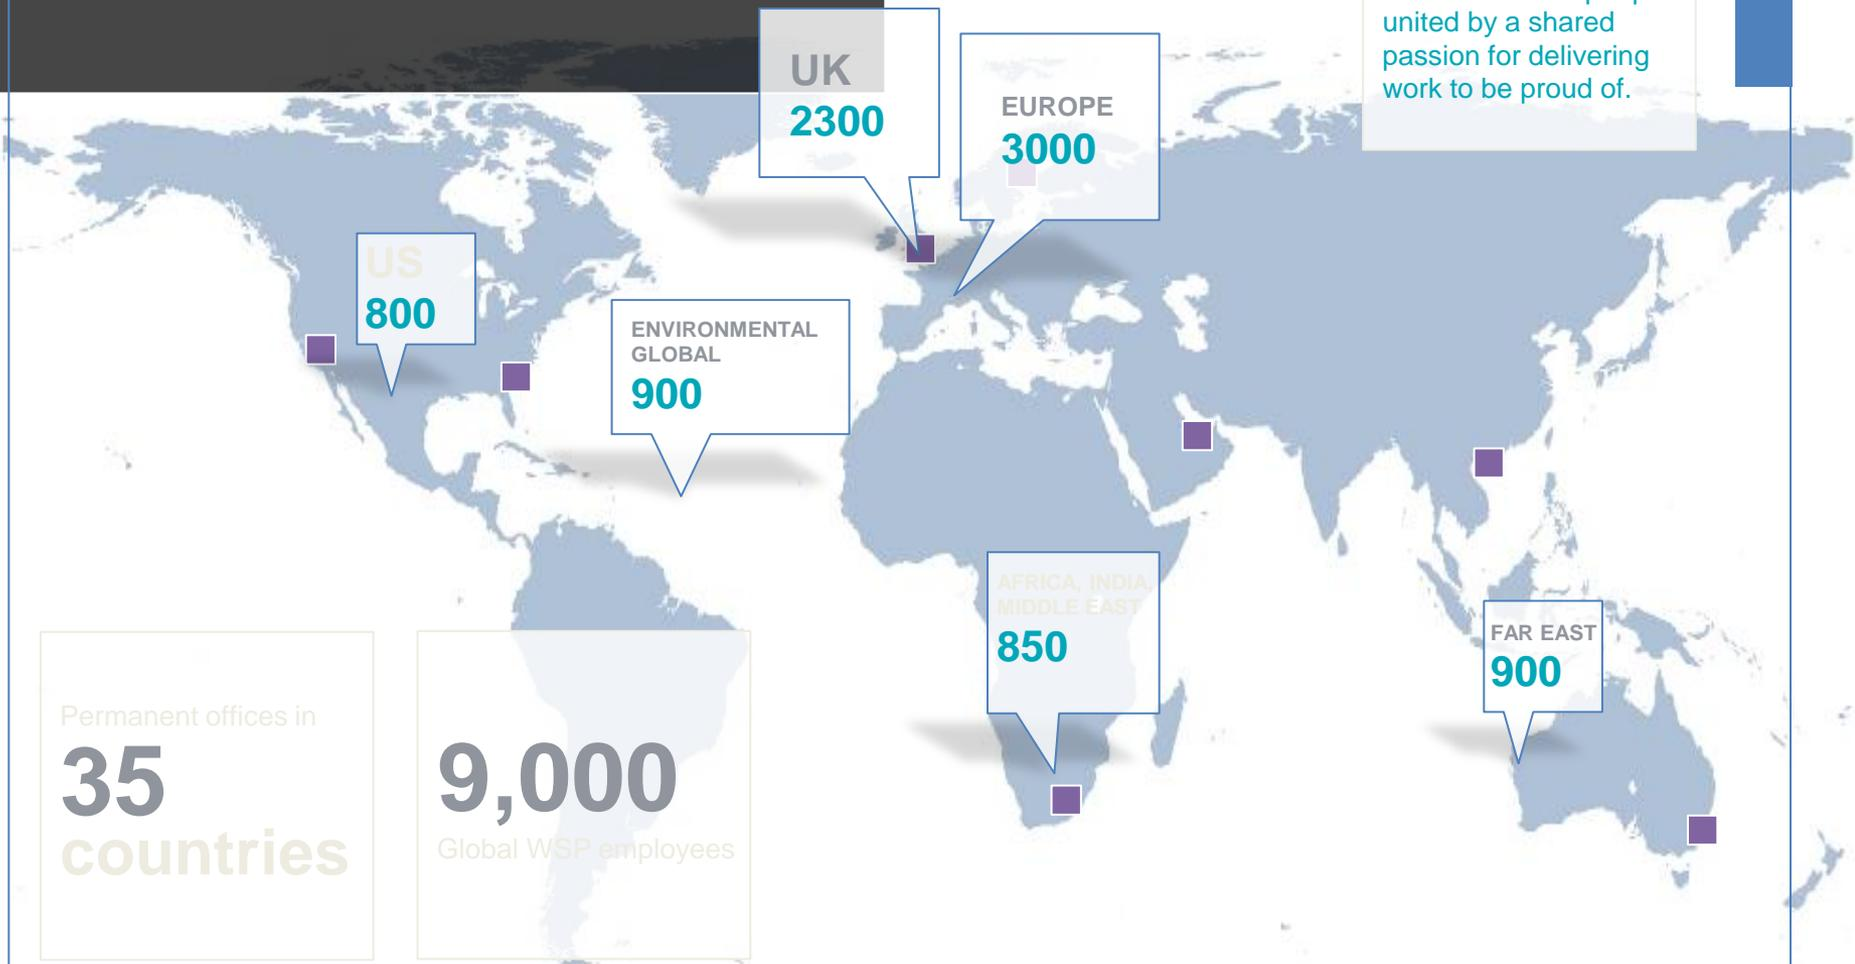 united by a shared
passion for delivering
work to be proud of.
UK
2300
EUROPE
3000
US
800
ENVIRONMENTAL
GLOBAL
900
AFRICA, INDIA,
MIDDLE EAST
850
FAR EAST
900
Permanent offices in
35
countries
9,000
Global WSP employees